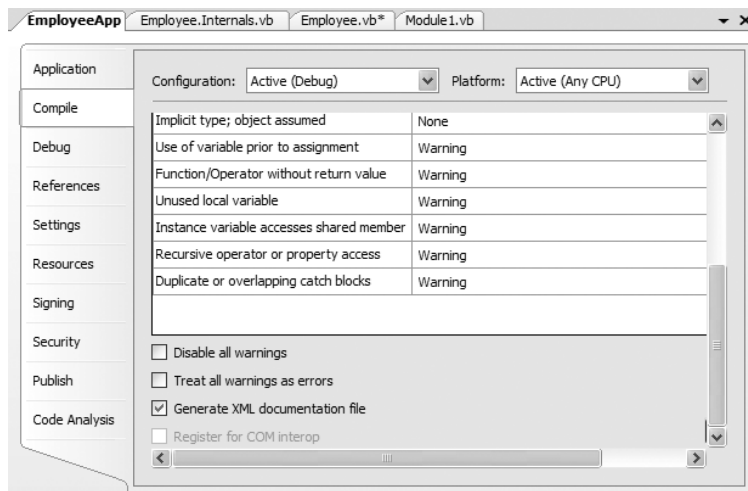 EmployeeApp Employee.Internals.vb Employee.vb* Module1.vb
Application
Compile
Debug
References
Settings
Resources
Signing
Security
Publish
Code Analysis
Configuration: Active (Debug) Platform: Active (Any CPU)
Implicit type; object assumed None
Use of variable prior to assignment Warning
Function/Operator without return value Warning
Unused local variable Warning
Instance variable accesses shared member Warning
Recursive operator or property access Warning
Duplicate or overlapping catch blocks Warning
Disable all warnings
Treat all warnings as errors
Generate XML documentation file
Register for COM interop